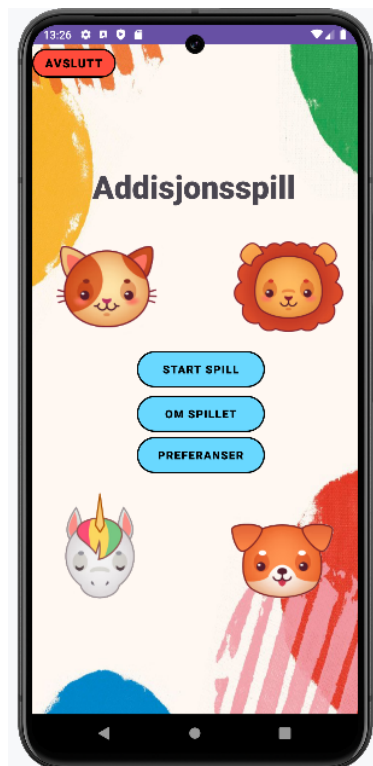 13:26
AVSLUTT
Addisjonsspill
START SPILL
OM SPILLET
PREFERANSER